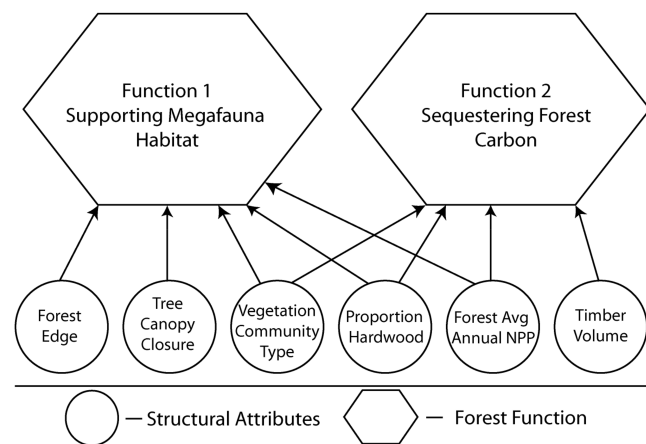 Function 1
Supporting Megafauna
Habitat
Function 2
Sequestering Forest
Carbon
Forest
Edge
Tree
Canopy
Closure
Vegetation
Community
Type
Proportion
Hardwood
Forest Avg
Annual NPP
Timber
Volume
— Structural Attributes
— Forest Function